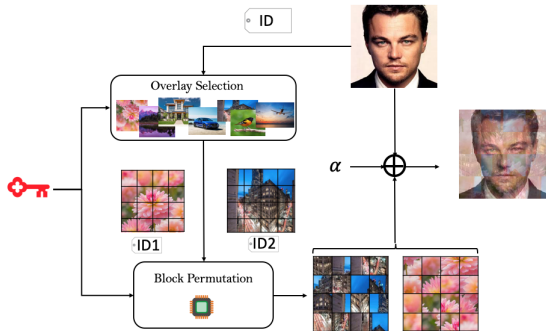 ID
Overlay Selection
α
ID1
ID2
Block Permutation